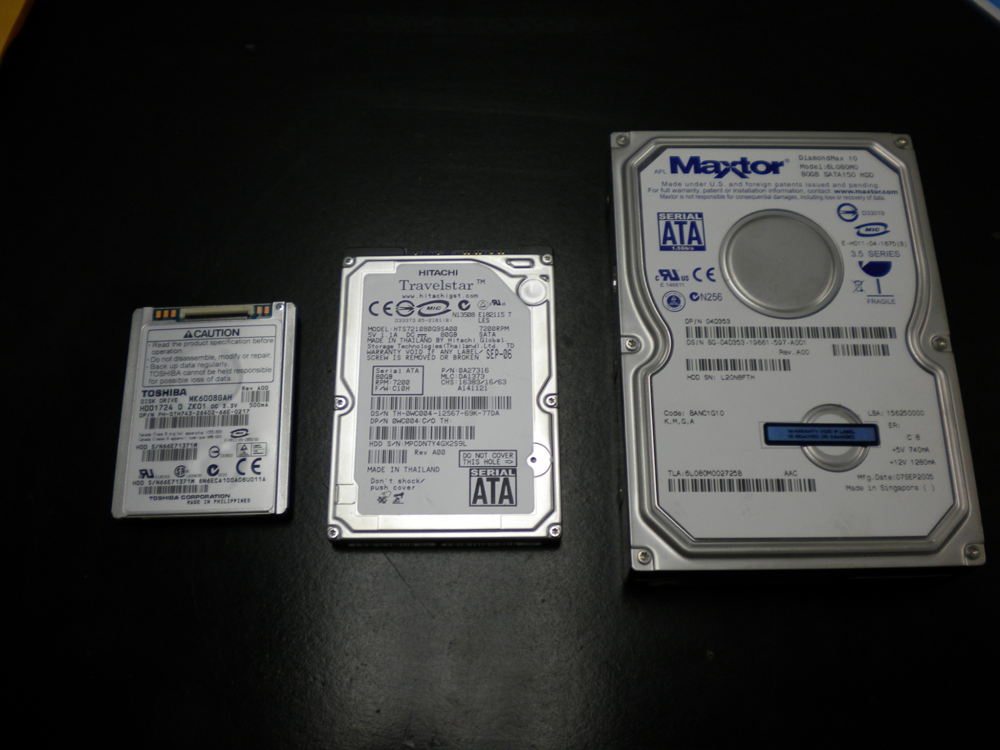 CAUTION
- Read the product specification before
operation.
- Do not disassemble, modify or repair.
- Back up data regularly.
TOSHIBA cannot be held responsible
for possible loss of data.
TOSHIBA
Rev A00
DISK DRIVE MK6008GAH
HDD1724 D ZK01 DC 3.3V 500mA
DP/N PH-0TH743-26402-66E-0217
Canada Class B digital apparatus ICES-003
HDD S/N66E71371M
CE
HDD S/N66E71371M 8N6ECA100A0BU011A
TOSHIBA CORPORATION
MADE IN PHILIPPINES
HITACHI
Travelstar™
www.hitachigst.com
CE MIC
N13508 E182115 T
D33373 05-2161(B) LES
MODEL:HTS721080G9SA00 7200RPM
5V 1.1A DC 80GB SATA
MADE IN THAILAND BY Hitachi Global
Storage Technologies(Thailand).Ltd. TD
WARRANTY VOID IF ANY LABEL/ SEP-06
SCREW IS REMOVED OR BROKEN
Serial ATA
80GB
RPM: 7200
F/W: C10H
P/N: 0A27316
MLC: DA1373
CHS: 16383/16/63
A141121
DS/N TH-0WC004-12567-69K-77DA
DP/N 0WC004:C/O TH:
HDD S/N:MPCDN7Y4GX2S9L
Rev A00
DO NOT COVER
THIS HOLE =>
MADE IN THAILAND
Don't shock/
push cover
SERIAL
ATA
APL Maxtor®
DiamondMax 10
Model:6L080M0
80GB SATA150 HDD
Made under U.S. and foreign patents issued and pending
For full warranty, patent or installation information, contact: www.maxtor.com
Maxtor is not responsible for consequential damages, including loss or recovery of data.
SERIAL
ATA
1.5Gb/s
D33019
MIC
E-H011-04-1675(B)
3.5 SERIES
c UR us CE
E 146611
N256
FRAGILE
DP/N 04D353
DS/N SG-04D353-19661-597-A001
Rev.A00
HDD SN: L20N8FTH
Code: BANC1G10
K,M,G,A
LBA: 156250000
WARRANTY VOID IF LABEL
IS REMOVED OR DAMAGED
ER:
C 8
+5V 740mA
+12V 1280mA
TLA:6L080M002725B AAC
Mfg.Date:07SEP2005
Made in Singapore ( )